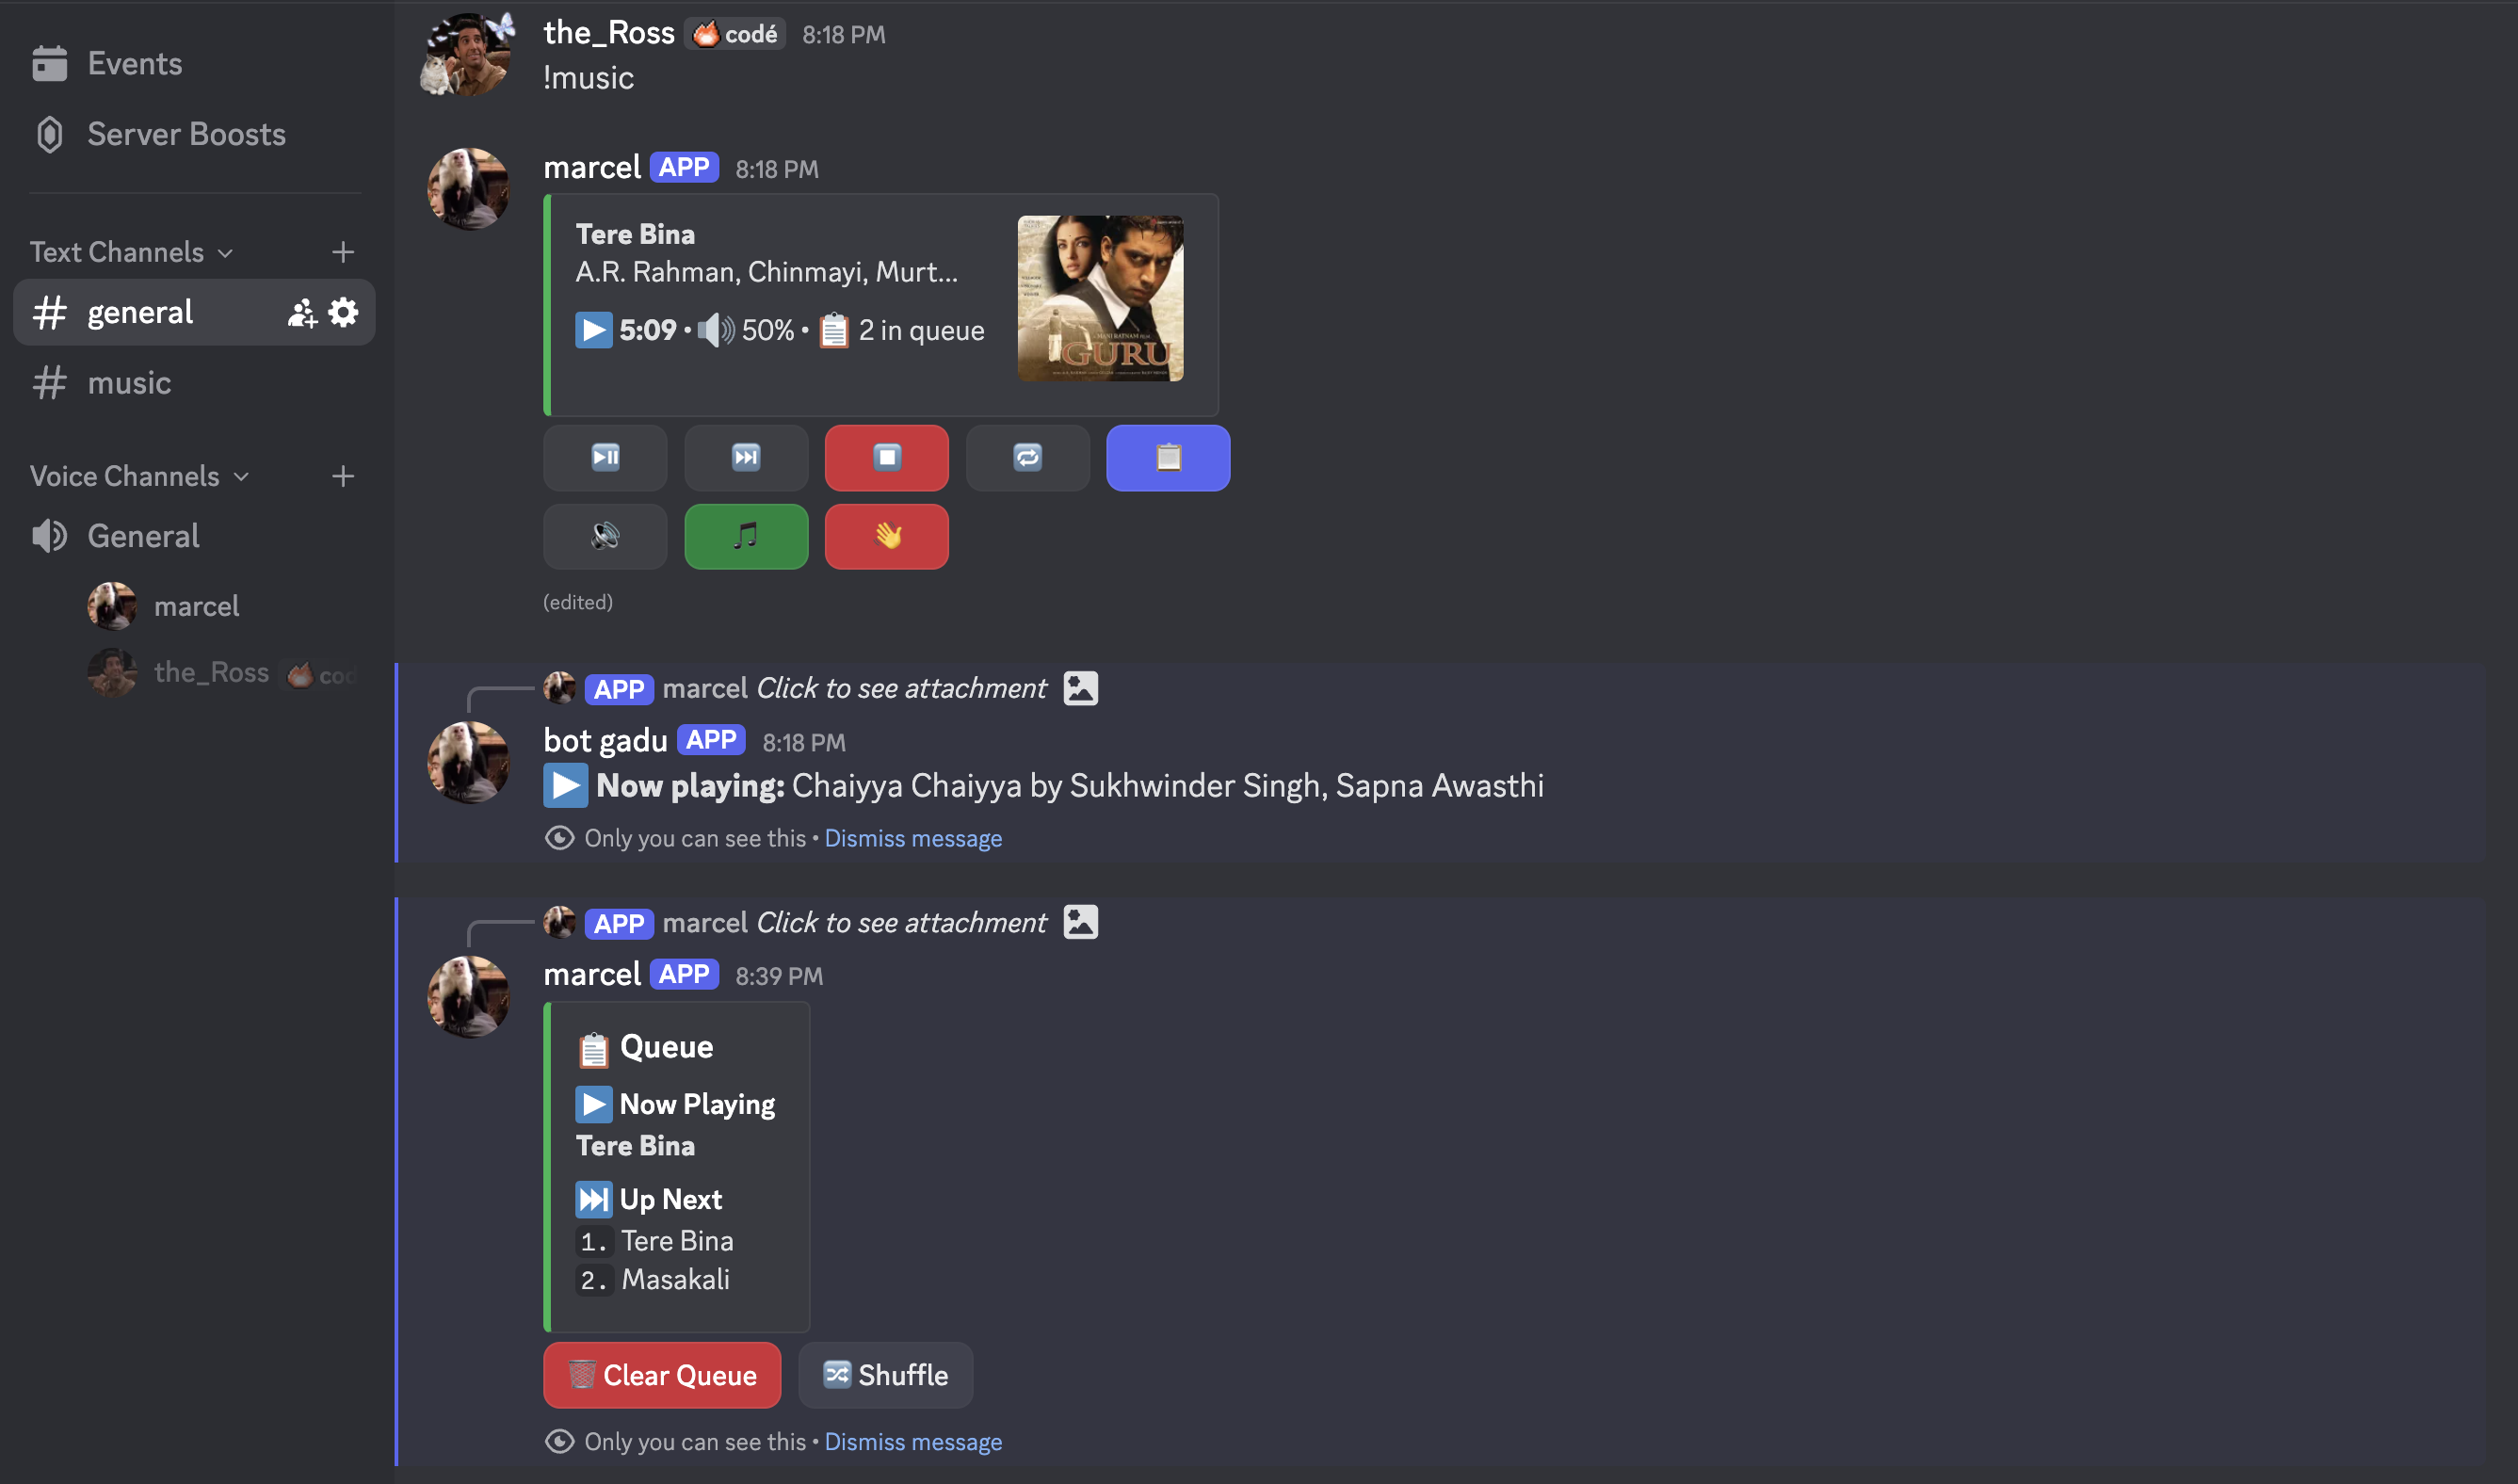 Events
Server Boosts
Text Channels
general
music
Voice Channels
General
marcel
the_Ross
the_Ross codé 8:18 PM
!music
marcel APP 8:18 PM
Tere Bina
A.R. Rahman, Chinmayi, Murt...
5:09 • 50% • 2 in queue
GURU
(edited)
APP marcel Click to see attachment
bot gadu APP 8:18 PM
Now playing: Chaiyya Chaiyya by Sukhwinder Singh, Sapna Awasthi
Only you can see this • Dismiss message
APP marcel Click to see attachment
marcel APP 8:39 PM
Queue
Now Playing
Tere Bina
Up Next
1. Tere Bina
2. Masakali
Clear Queue
Shuffle
Only you can see this • Dismiss message